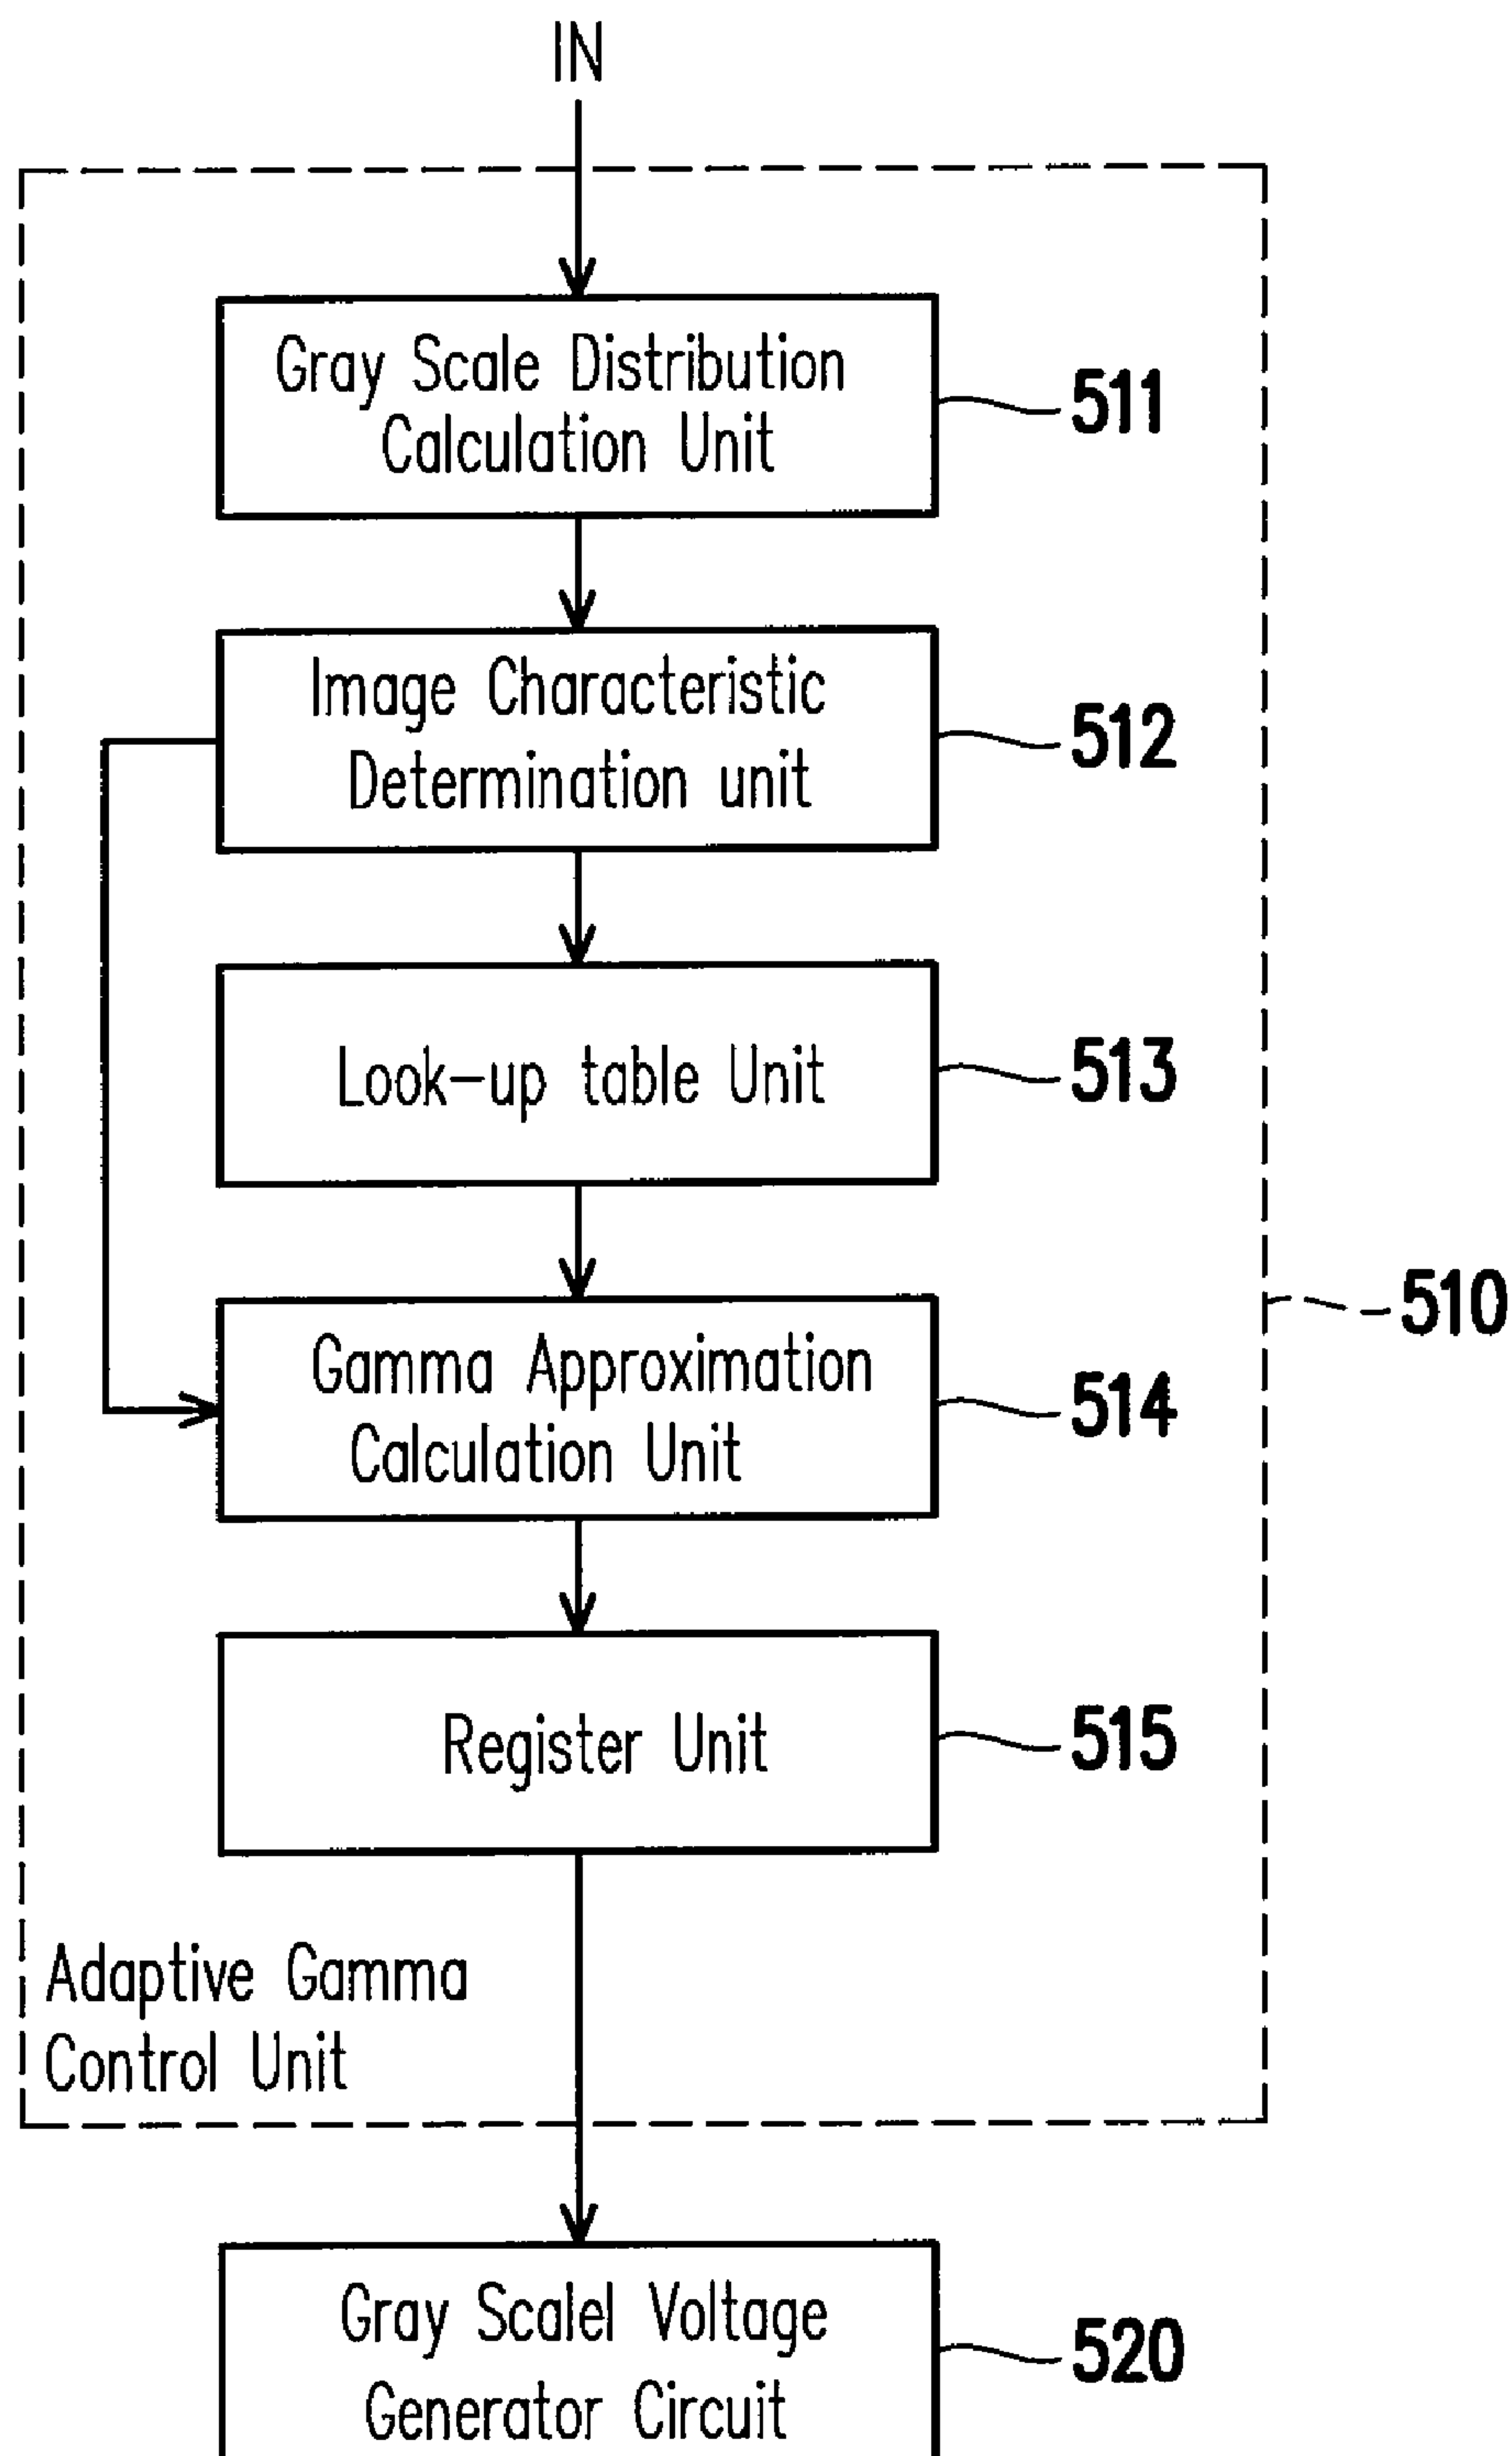 IN
Gray Scale Distribution
Calculation Unit
511
Image Characteristic
Determination unit
512
Look-up table Unit
513
Gamma Approximation
Calculation Unit
514
510
Register Unit
515
Adaptive Gamma
Control Unit
Gray Scalel Voltage
Generator Circuit
520